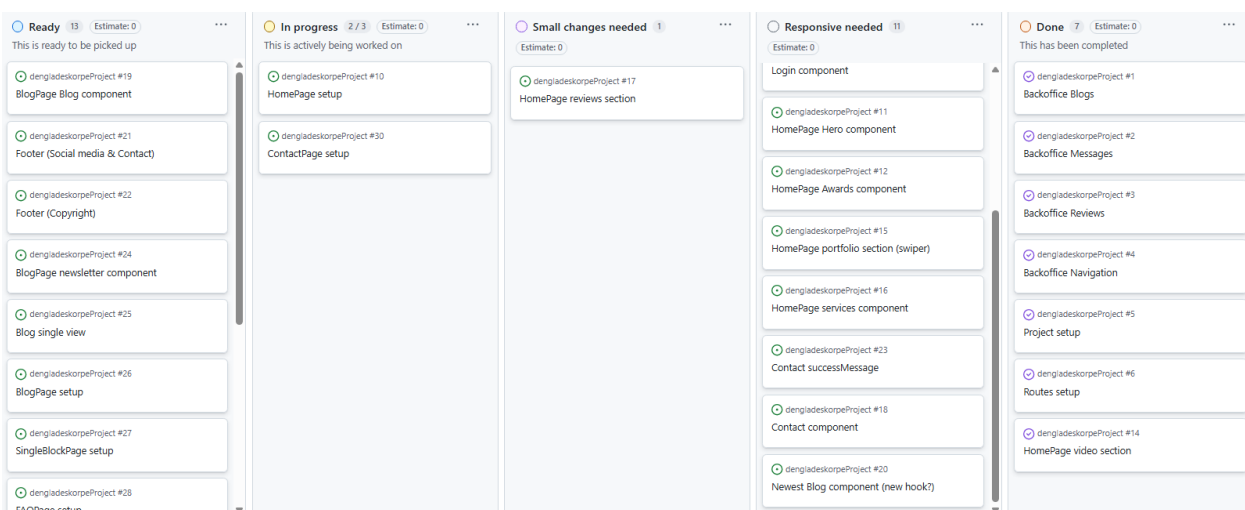 Ready 13 Estimate: 0 ...
This is ready to be picked up
dengladeskorpeProject #19
BlogPage Blog component
dengladeskorpeProject #21
Footer (Social media & Contact)
dengladeskorpeProject #22
Footer (Copyright)
dengladeskorpeProject #24
BlogPage newsletter component
dengladeskorpeProject #25
Blog single view
dengladeskorpeProject #26
BlogPage setup
dengladeskorpeProject #27
SingleBlockPage setup
dengladeskorpeProject #28
FAQPage setup
In progress 2 / 3 Estimate: 0 ...
This is actively being worked on
dengladeskorpeProject #10
HomePage setup
dengladeskorpeProject #30
ContactPage setup
Small changes needed 1 ...
Estimate: 0
dengladeskorpeProject #17
HomePage reviews section
Responsive needed 11 ...
Estimate: 0
Login component
dengladeskorpeProject #11
HomePage Hero component
dengladeskorpeProject #12
HomePage Awards component
dengladeskorpeProject #15
HomePage portfolio section (swiper)
dengladeskorpeProject #16
HomePage services component
dengladeskorpeProject #23
Contact successMessage
dengladeskorpeProject #18
Contact component
dengladeskorpeProject #20
Newest Blog component (new hook?)
Done 7 Estimate: 0 ...
This has been completed
dengladeskorpeProject #1
Backoffice Blogs
dengladeskorpeProject #2
Backoffice Messages
dengladeskorpeProject #3
Backoffice Reviews
dengladeskorpeProject #4
Backoffice Navigation
dengladeskorpeProject #5
Project setup
dengladeskorpeProject #6
Routes setup
dengladeskorpeProject #14
HomePage video section